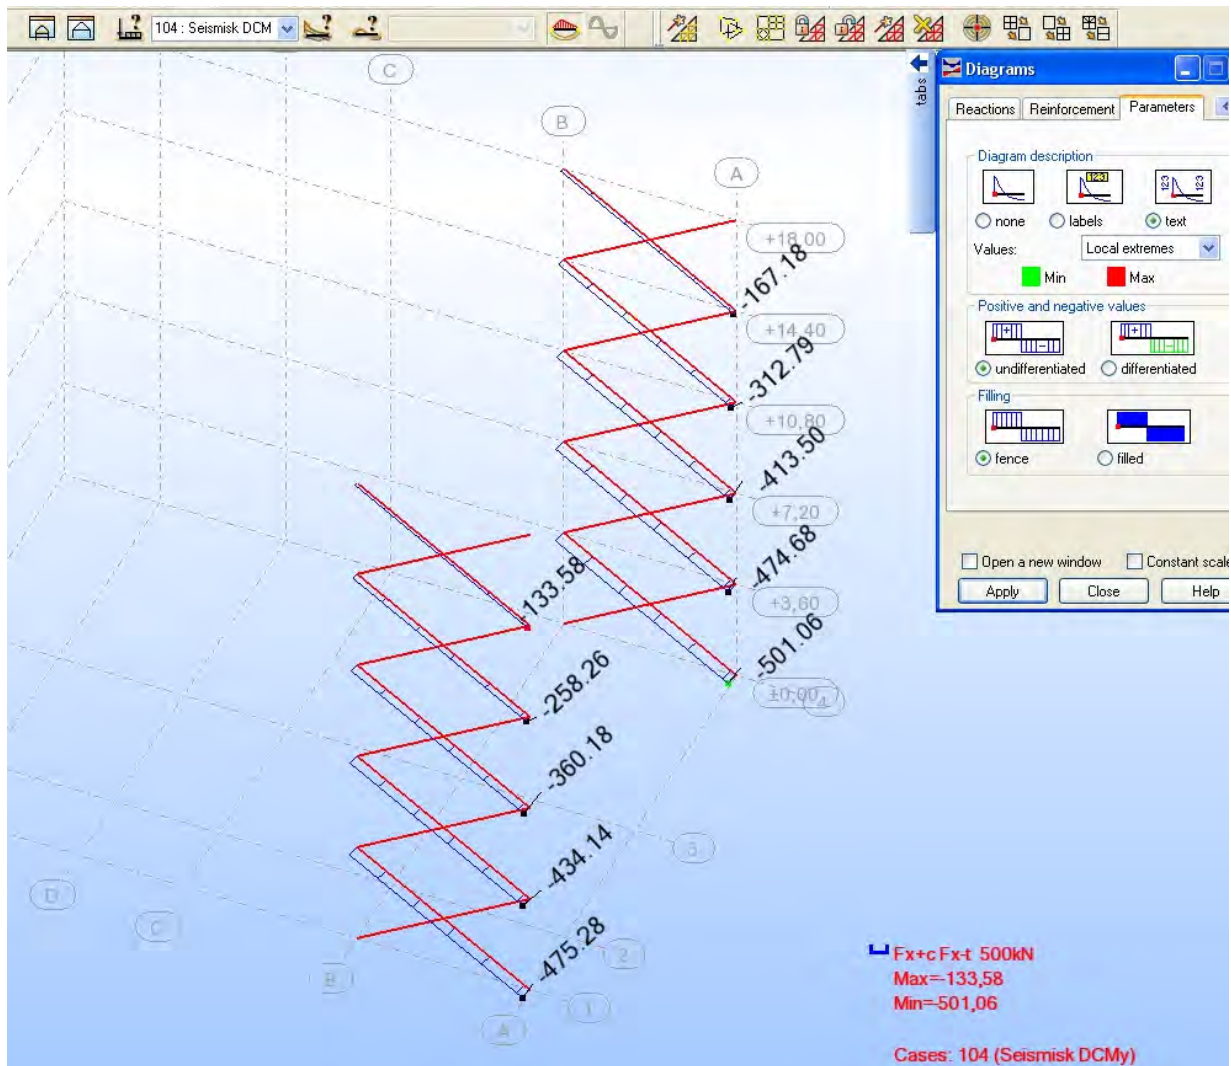 104 : Seismisk DCM
tabs
Diagrams
Reactions
Reinforcement
Parameters
Diagram description
none
labels
text
Values:
Local extremes
Min
Max
Positive and negative values
undifferentiated
differentiated
Filling
fence
filled
Open a new window
Constant scale
Apply
Close
Help
C
B
A
+18,00
-167.18
+14,40
-312.79
+10,80
-413.50
+7,20
-474.68
+3,60
-501.06
±0,00
4
-133.58
-258.26
-360.18
-434.14
-475.28
3
2
1
D
C
B
A
Fx+c Fx-t 500kN
Max=-133,58
Min=-501,06
Cases: 104 (Seismisk DCMy)